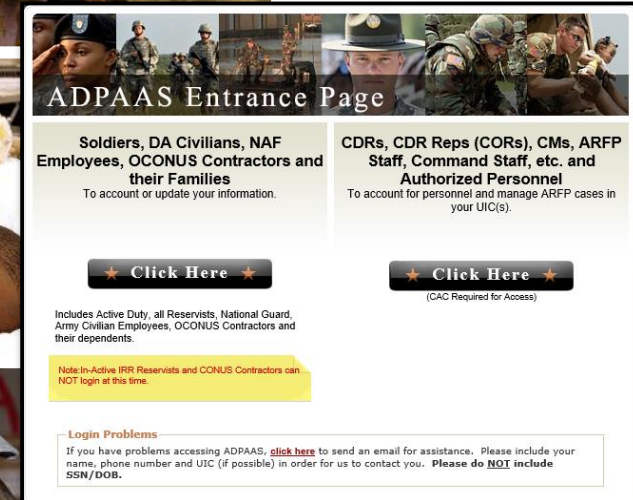 ADPAAS Entrance Page
Soldiers, DA Civilians, NAF
Employees, OCONUS Contractors and
their Families
To account or update your information.
Click Here
Includes Active Duty, all Reservists, National Guard,
Army Civilian Employees, OCONUS Contractors and
their dependents.
Note:In-Active IRR Reservists and CONUS Contractors can
NOT login at this time.
CDRs, CDR Reps (CORs), CMs, ARFP
Staff, Command Staff, etc. and
Authorized Personnel
To account for personnel and manage ARFP cases in
your UIC(s).
Click Here
(CAC Required for Access)
Login Problems
If you have problems accessing ADPAAS, click here to send an email for assistance. Please include your
name, phone number and UIC (if possible) in order for us to contact you. Please do NOT include
SSN/DOB.